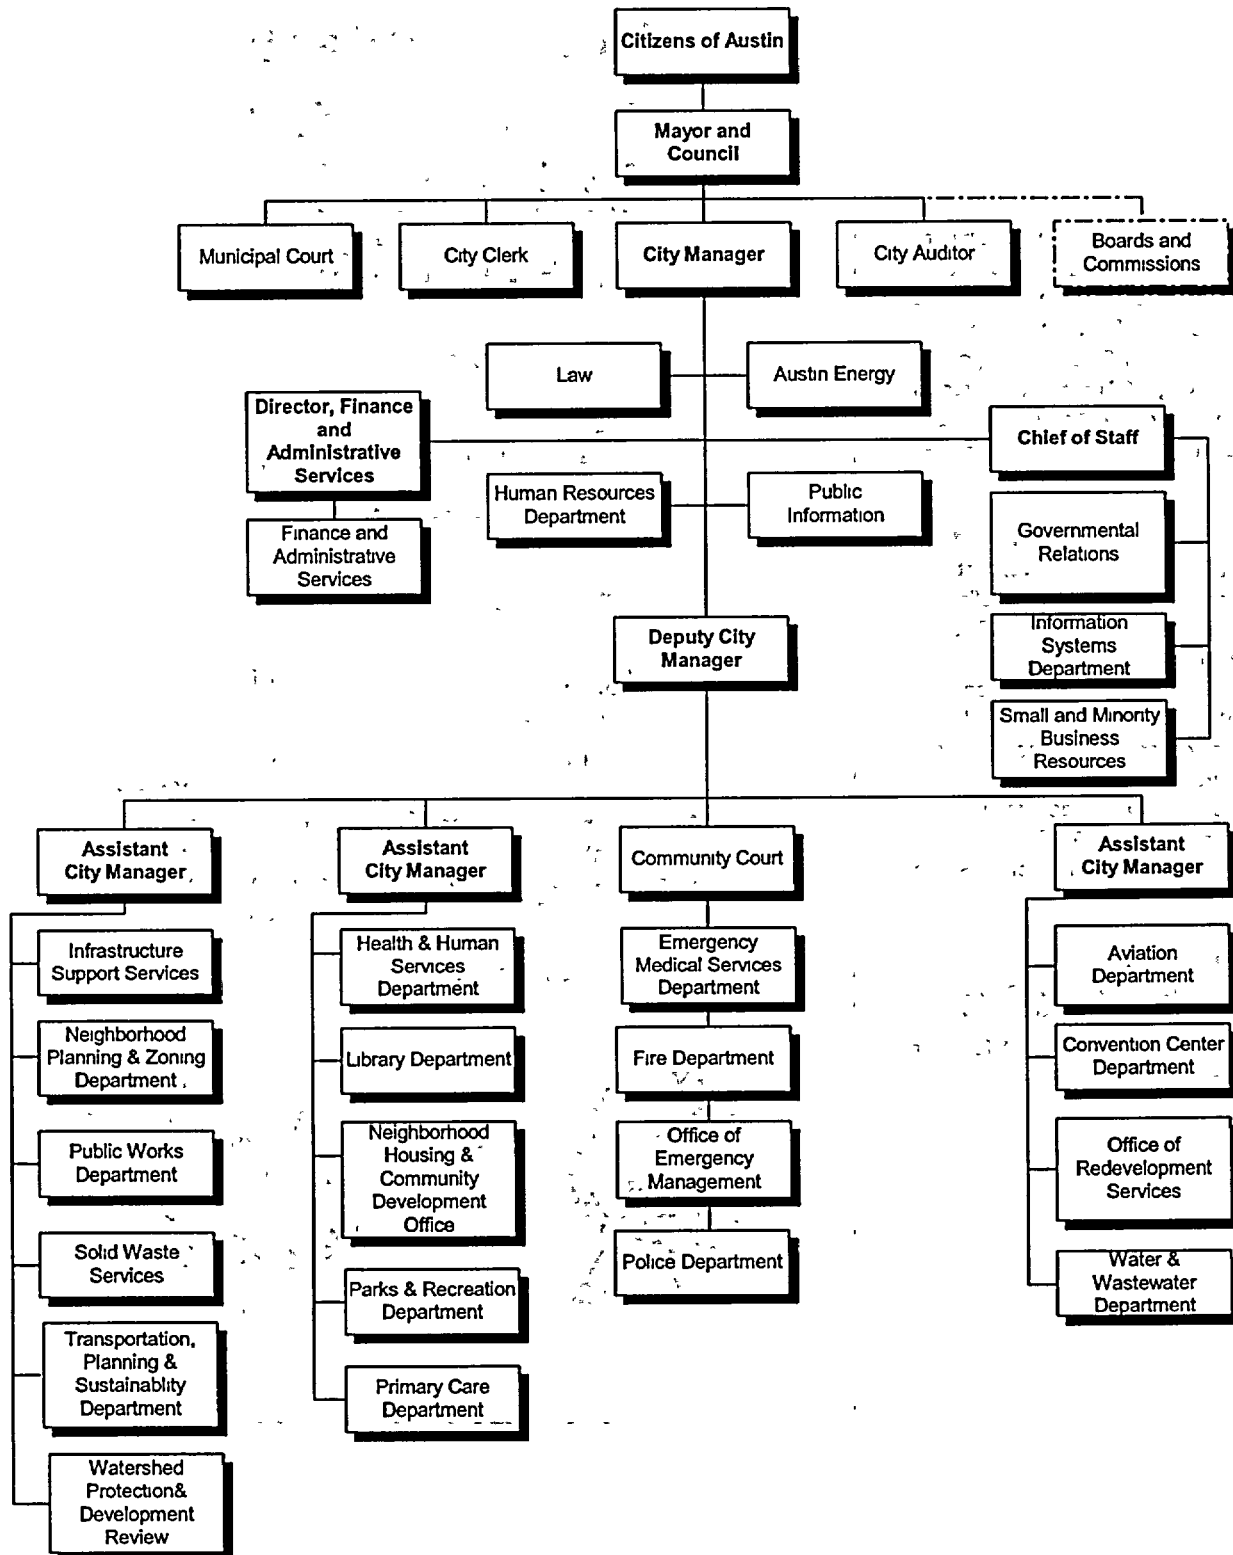 Citizens of Austin
Mayor and
Council
Municipal Court
City Clerk
City Manager
City Auditor
Boards and
Commissions
Law
Austin Energy
Director, Finance
and
Administrative
Services
Chief of Staff
Human Resources
Department
Public
Information
Finance and
Administrative
Services
Governmental
Relations
Deputy City
Manager
Information
Systems
Department
Small and Minority
Business
Resources
Assistant
City Manager
Assistant
City Manager
Community Court
Assistant
City Manager
Infrastructure
Support Services
Neighborhood
Planning & Zoning
Department
Public Works
Department
Solid Waste
Services
Transportation,
Planning &
Sustainablity
Department
Watershed
Protection&
Development
Review
Health & Human
Services
Department
Library Department
Neighborhood
Housing &
Community
Development
Office
Parks & Recreation
Department
Primary Care
Department
Emergency
Medical Services
Department
Fire Department
Office of
Emergency
Management
Police Department
Aviation
Department
Convention Center
Department
Office of
Redevelopment
Services
Water &
Wastewater
Department